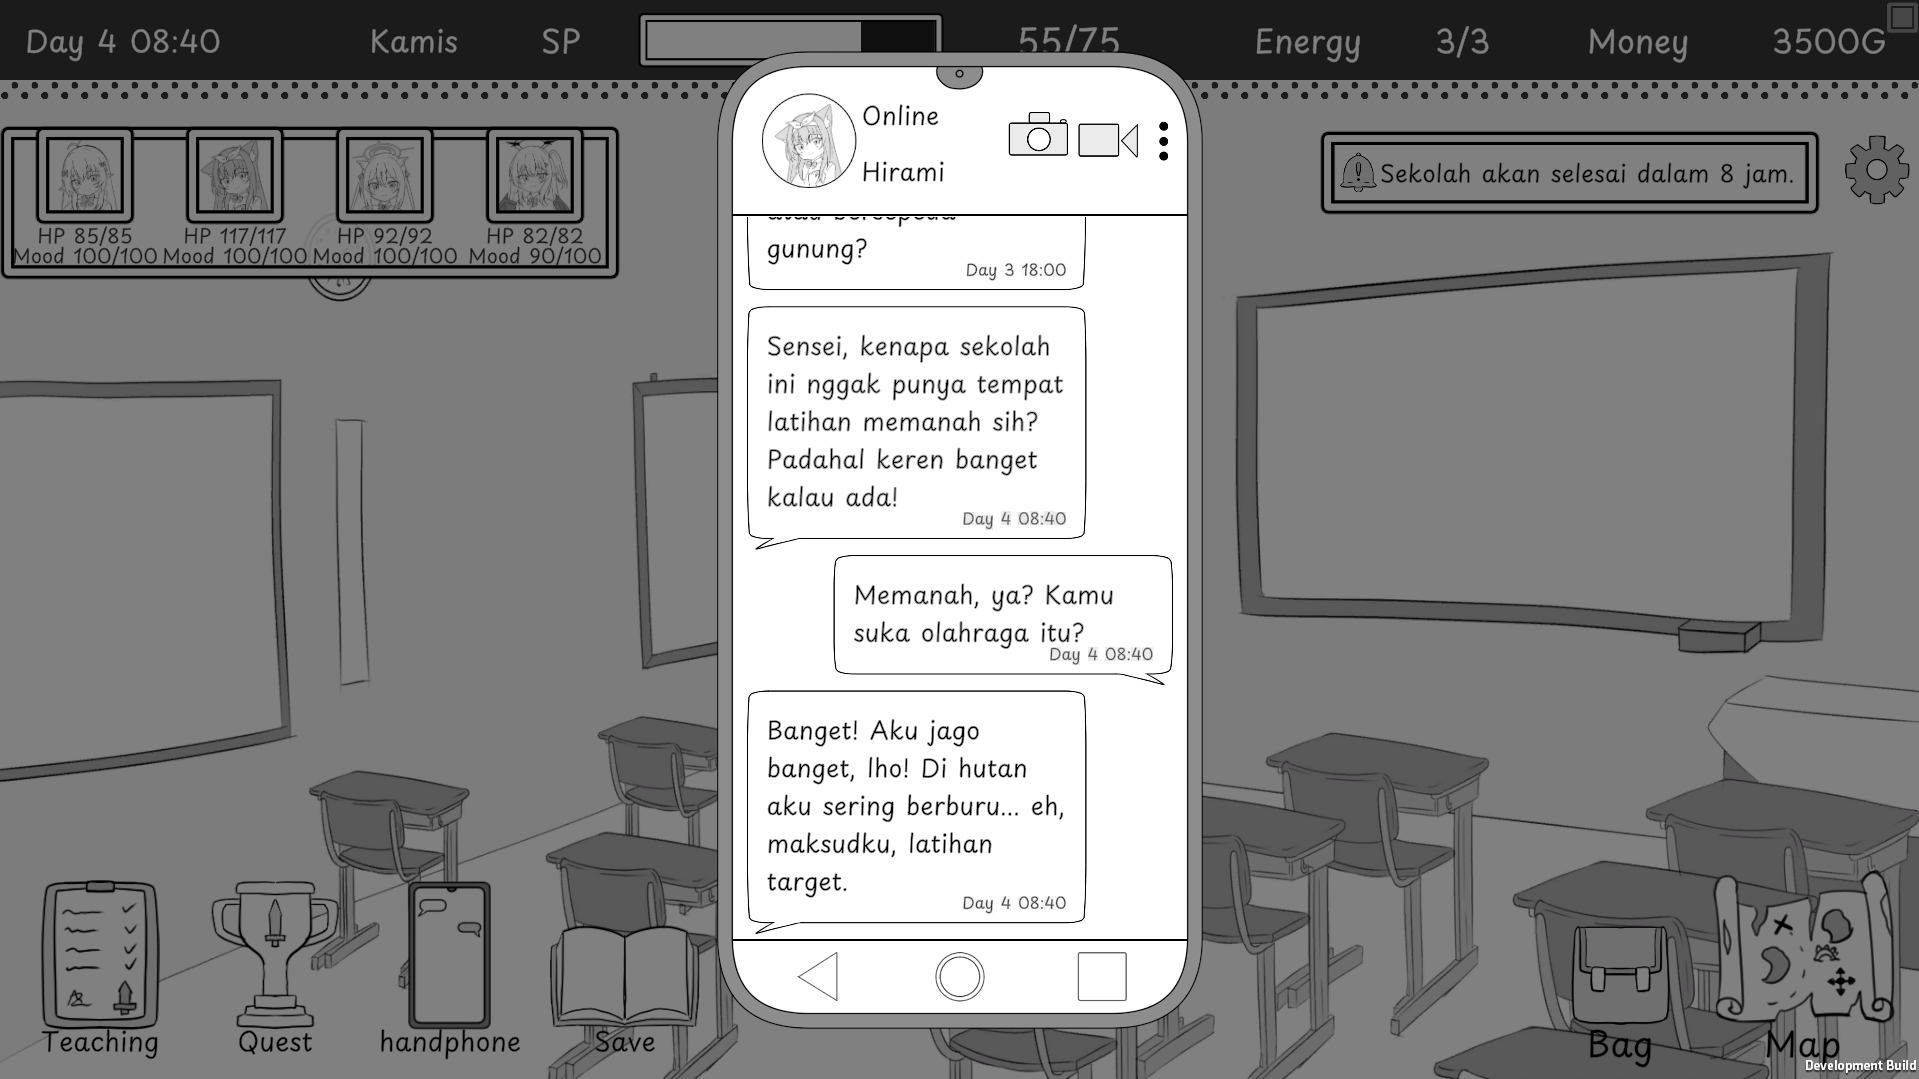 Day 4 08:40 Kamis SP 55/75 Energy 3/3 Money 3500G
HP 85/85 HP 117/117 HP 92/92 HP 82/82
Mood 100/100 Mood 100/100 Mood 100/100 Mood 90/100
Sekolah akan selesai dalam 8 jam.
Online
Hirami
atau bersepeda
gunung?
Day 3 18:00
Sensei, kenapa sekolah
ini nggak punya tempat
latihan memanah sih?
Padahal keren banget
kalau ada!
Day 4 08:40
Memanah, ya? Kamu
suka olahraga itu?
Day 4 08:40
Banget! Aku jago
banget, lho! Di hutan
aku sering berburu... eh,
maksudku, latihan
target.
Day 4 08:40
Teaching
Quest
handphone
Save
Bag
Map
Development Build